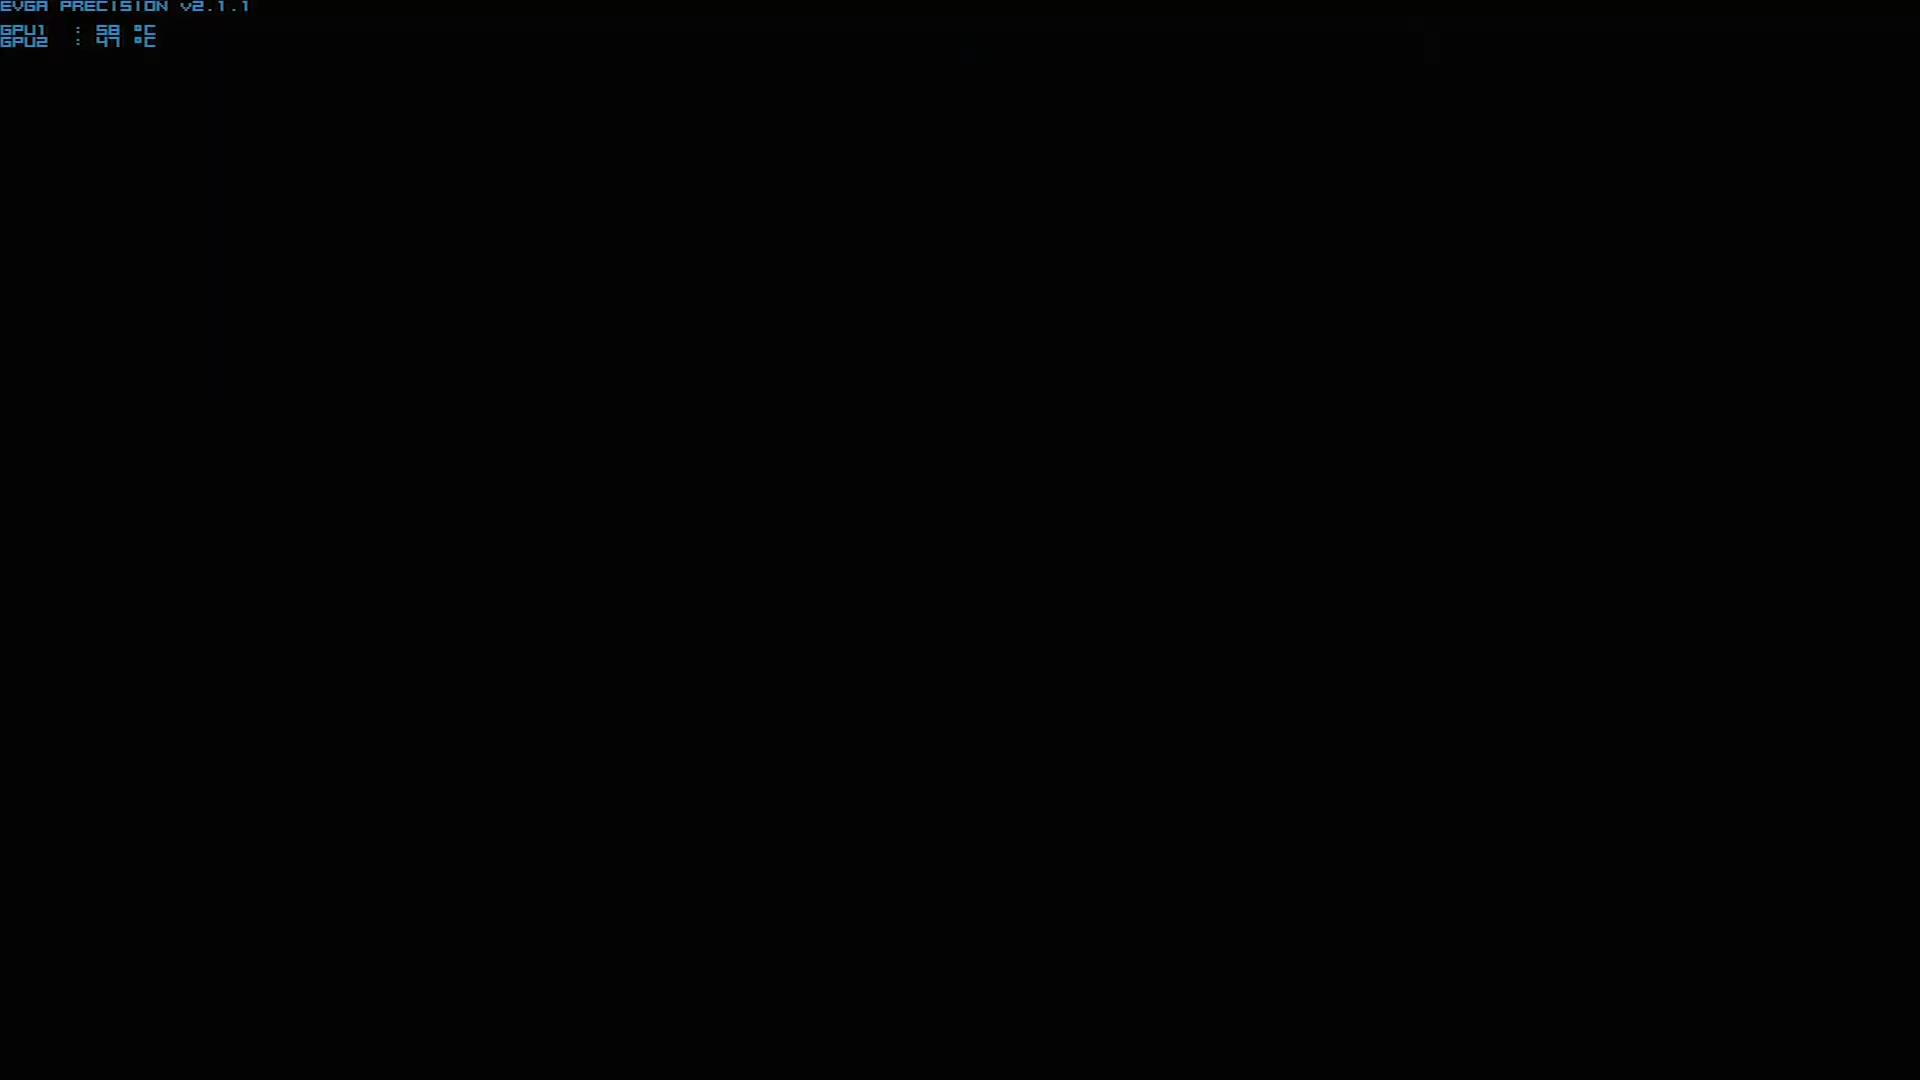 EVGA PRECISION v2.1.1
GPU1 : 58 °C
GPU2 : 47 °C